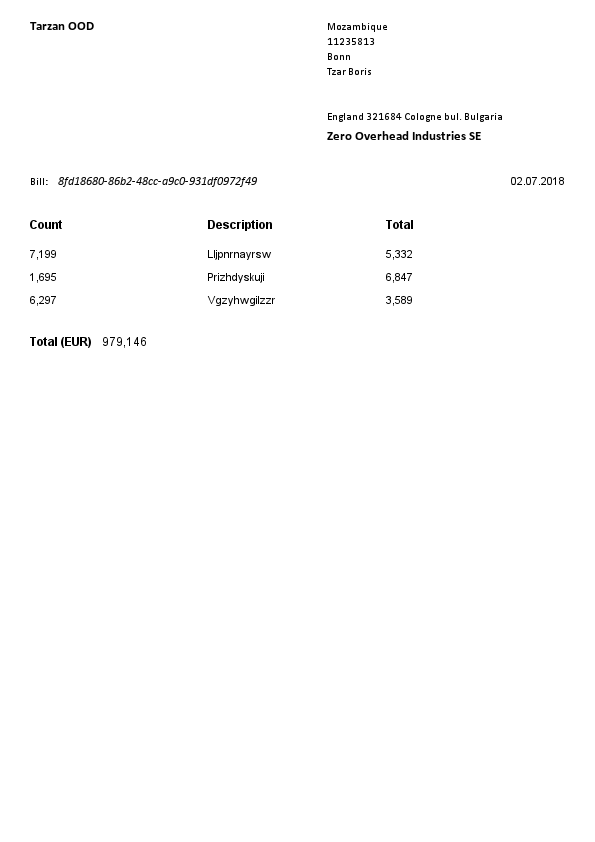 Tarzan OOD
Mozambique
11235813
Bonn
Tzar Boris
England 321684 Cologne bul. Bulgaria
Zero Overhead Industries SE
Bill: 8fd18680-86b2-48cc-a9c0-931df0972f49 02.07.2018
Count Description Total
7,199 Lljpnrnayrsw 5,332
1,695 Prizhdyskuji 6,847
6,297 Vgzyhwgilzzr 3,589
Total (EUR) 979,146